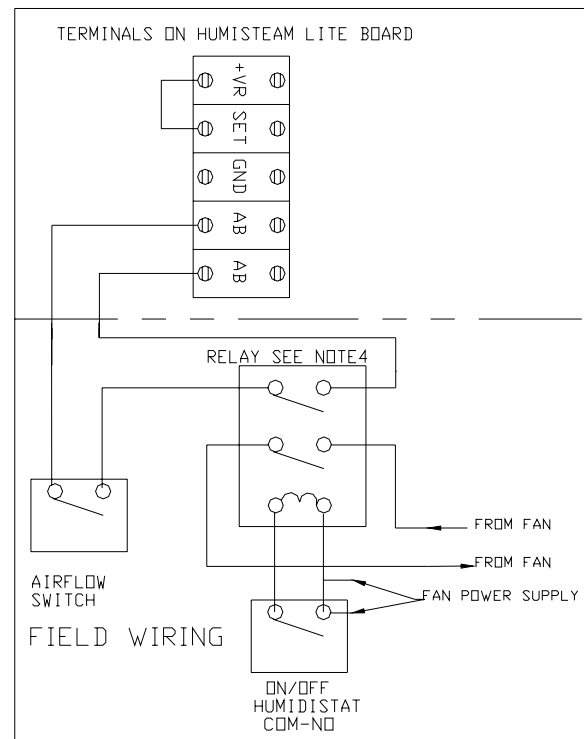 TERMINALS ON HUMISTEAM LITE BOARD
+VR
SET
GND
AB
AB
RELAY SEE NOTE4
FROM FAN
FROM FAN
FAN POWER SUPPLY
AIRFLOW
SWITCH
FIELD WIRING
ON/OFF
HUMIDISTAT
COM-NO